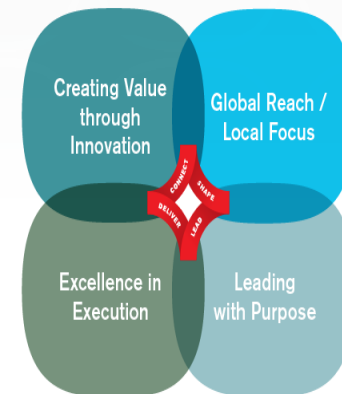 Creating Value
through
Innovation
Global Reach /
Local Focus
CONNECT
SHAPE
DELIVER
LEAD
Excellence in
Execution
Leading
with Purpose